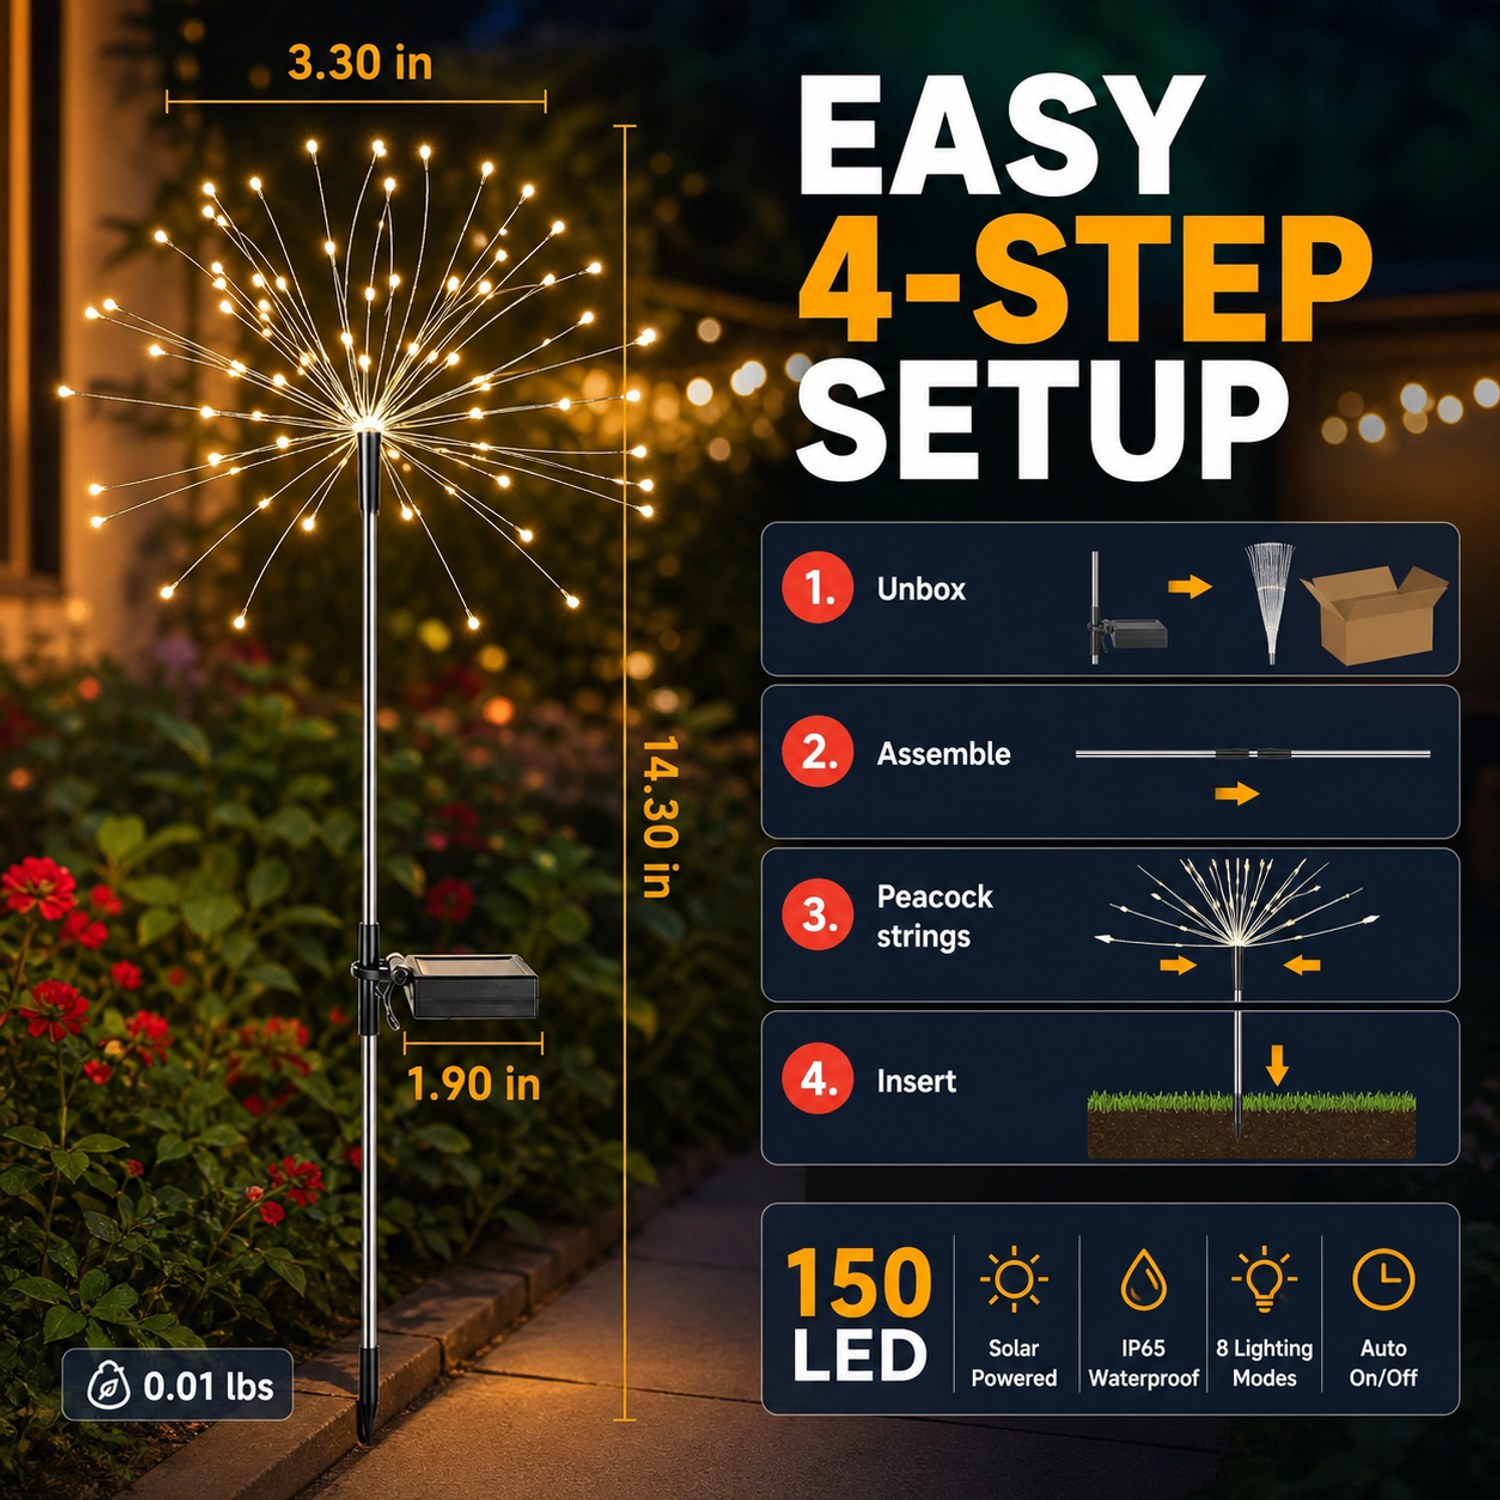 3.30 in
EASY
4-STEP
SETUP
1. Unbox
2. Assemble
3. Peacock
strings
4. Insert
14.30 in
1.90 in
0.01 lbs
150
LED
Solar
Powered
IP65
Waterproof
8 Lighting
Modes
Auto
On/Off